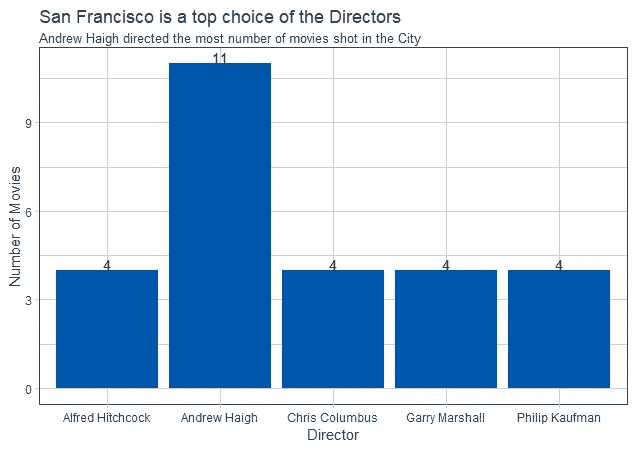 San Francisco is a top choice of the Directors
Andrew Haigh directed the most number of movies shot in the City
11
9
6
4 4 4 4
3
0
Number of Movies
Alfred Hitchcock Andrew Haigh Chris Columbus Garry Marshall Philip Kaufman
Director